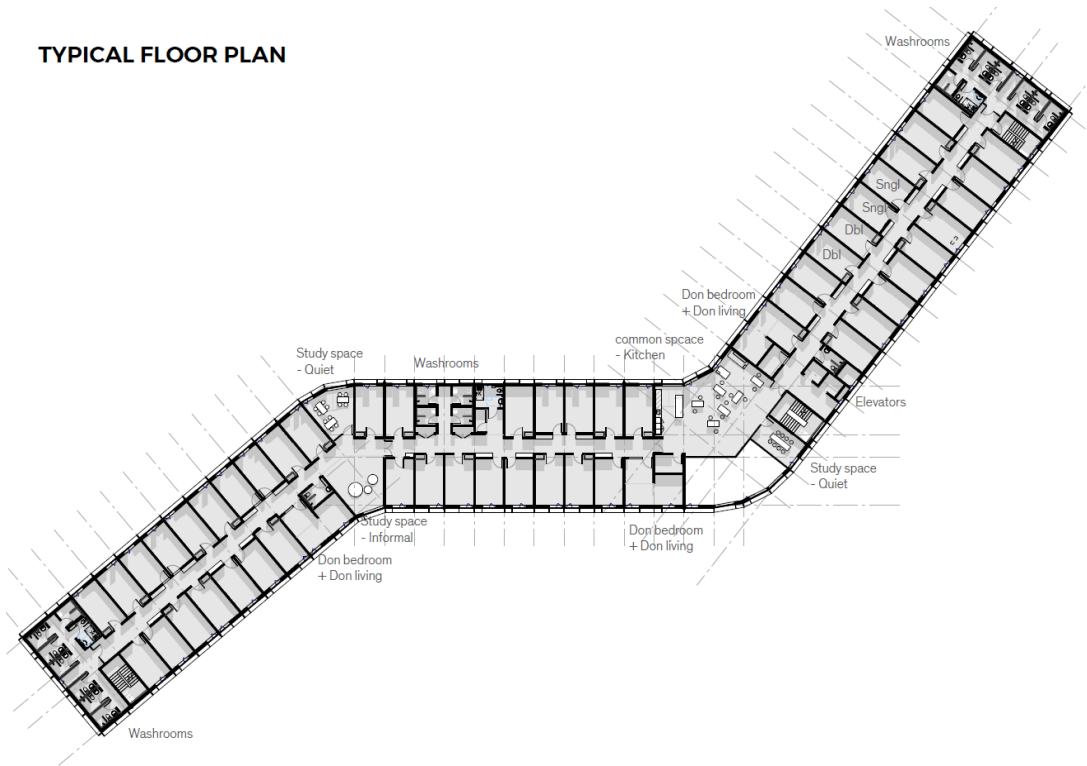 TYPICAL FLOOR PLAN
Washrooms
Sngl
Sngl
Dbl
Dbl
Don bedroom
+ Don living
common spcace
- Kitchen
Study space
- Quiet
Washrooms
Elevators
Study space
- Quiet
Study space
- Informal
Don bedroom
+ Don living
Don bedroom
+ Don living
Washrooms